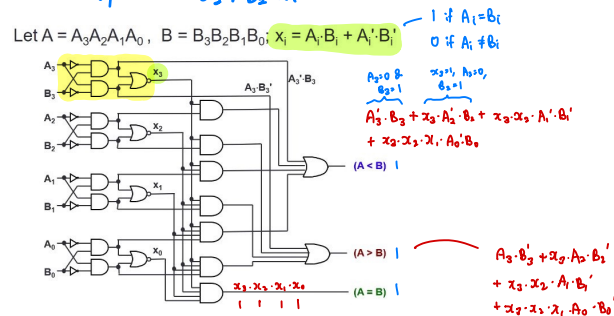 Let A = A₃A₂A₁A₀ , B = B₃B₂B₁B₀; xᵢ = Aᵢ·Bᵢ + Aᵢ'·Bᵢ'
1 if Aᵢ = Bᵢ
0 if Aᵢ ≠ Bᵢ
A₃
B₃
x₃
A₃·B₃'
A₃'·B₃
A₃=0 &
B₃=1
x₃=1, A₂=0,
B₂=1
A₃'·B₃ + x₃·A₂'·B₂ + x₃·x₂·A₁'·B₁'
+ x₃·x₂·x₁·A₀'·B₀
A₂
B₂
x₂
(A < B) 1
A₁
B₁
x₁
A₀
B₀
x₀
(A > B) 1
A₃·B₃' + x₃·A₂·B₂'
+ x₃·x₂·A₁·B₁'
+ x₃·x₂·x₁·A₀·B₀'
x₃·x₂·x₁·x₀
1 1 1 1
(A = B) 1